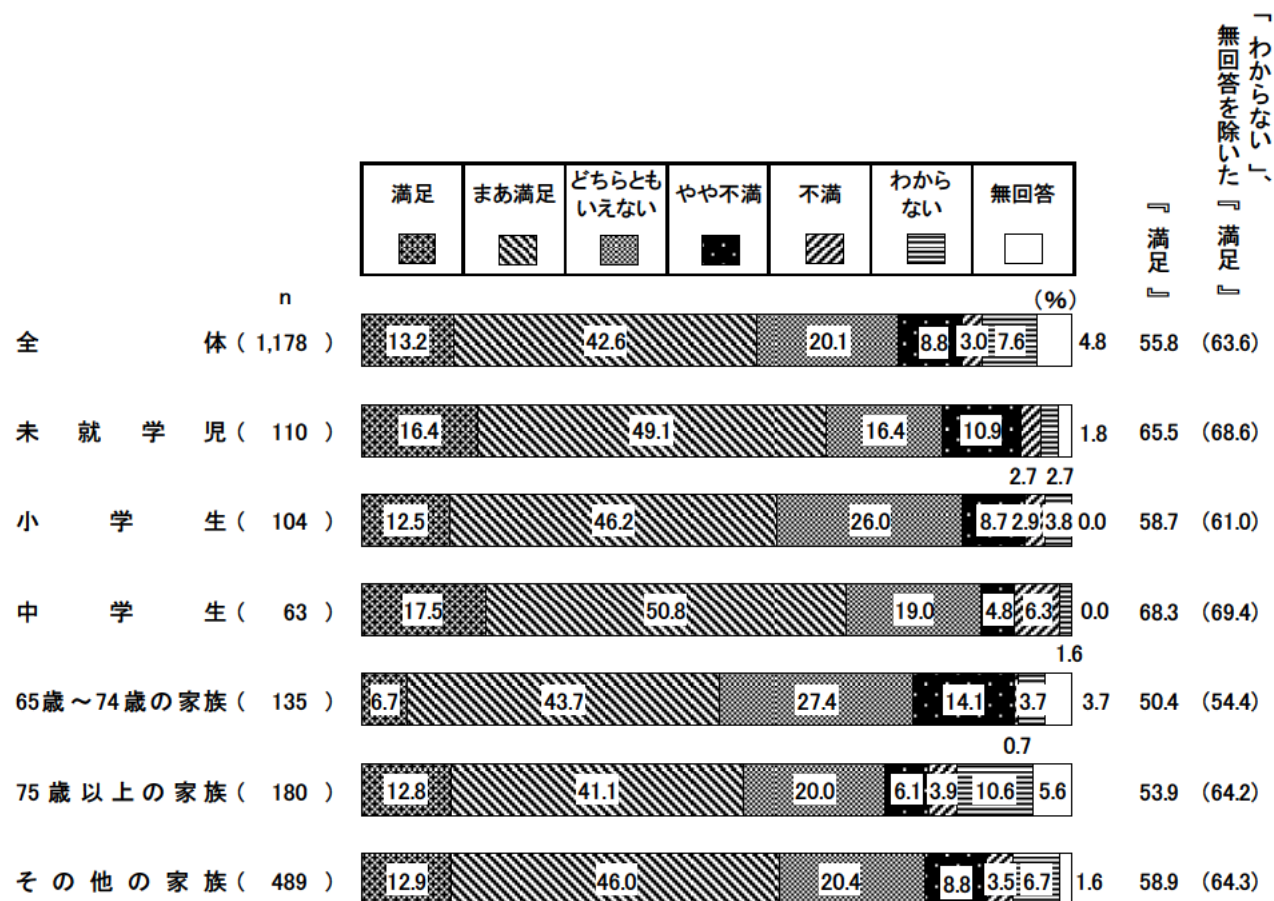 「わからない」、
無回答を除いた『満足』
『満足』
満足 まあ満足 どちらとも いえない やや不満 不満 わから ない 無回答
n
(%)
全体( 1,178 ) 13.2 42.6 20.1 8.8 3.0 7.6 4.8 55.8 (63.6)
未就学児( 110 ) 16.4 49.1 16.4 10.9 1.8 65.5 (68.6)
2.7 2.7
小学生( 104 ) 12.5 46.2 26.0 8.7 2.9 3.8 0.0 58.7 (61.0)
中学生( 63 ) 17.5 50.8 19.0 4.8 6.3 0.0 68.3 (69.4)
1.6
65歳~74歳の家族( 135 ) 6.7 43.7 27.4 14.1 3.7 3.7 50.4 (54.4)
0.7
75歳以上の家族( 180 ) 12.8 41.1 20.0 6.1 3.9 10.6 5.6 53.9 (64.2)
その他の家族( 489 ) 12.9 46.0 20.4 8.8 3.5 6.7 1.6 58.9 (64.3)